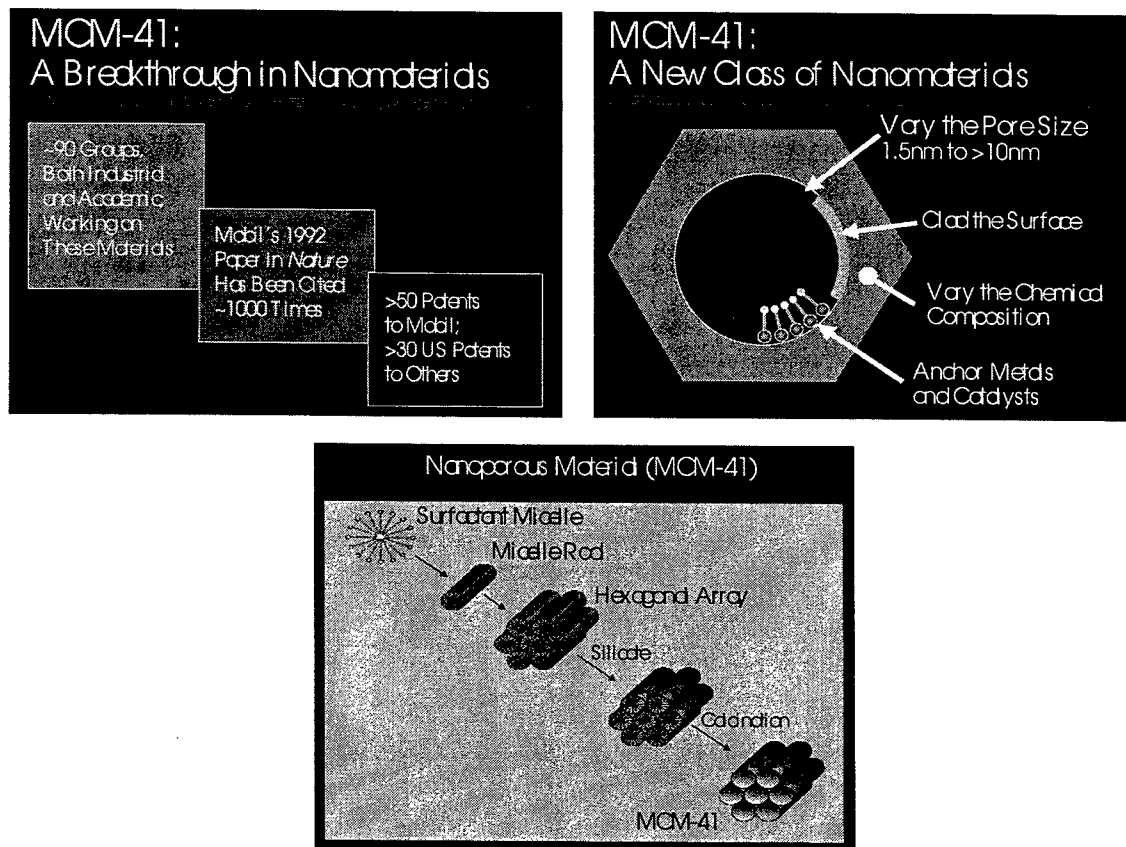 MCM-41:
A Breakthrough in Nanomaterials
~90 Groups,
Both Industrial
and Academic,
Working on
These Materials
Mobil's 1992
Paper in Nature
Has Been Cited
~1000 Times
>50 Patents
to Mobil;
>30 US Patents
to Others
MCM-41:
A New Class of Nanomaterials
Vary the Pore Size
1.5nm to >10nm
Clad the Surface
Vary the Chemical
Composition
Anchor Metals
and Catalysts
Nanoporous Material (MCM-41)
Surfactant Micelle
Micelle Rod
Hexagonal Array
Silicate
Calcination
MCM-41